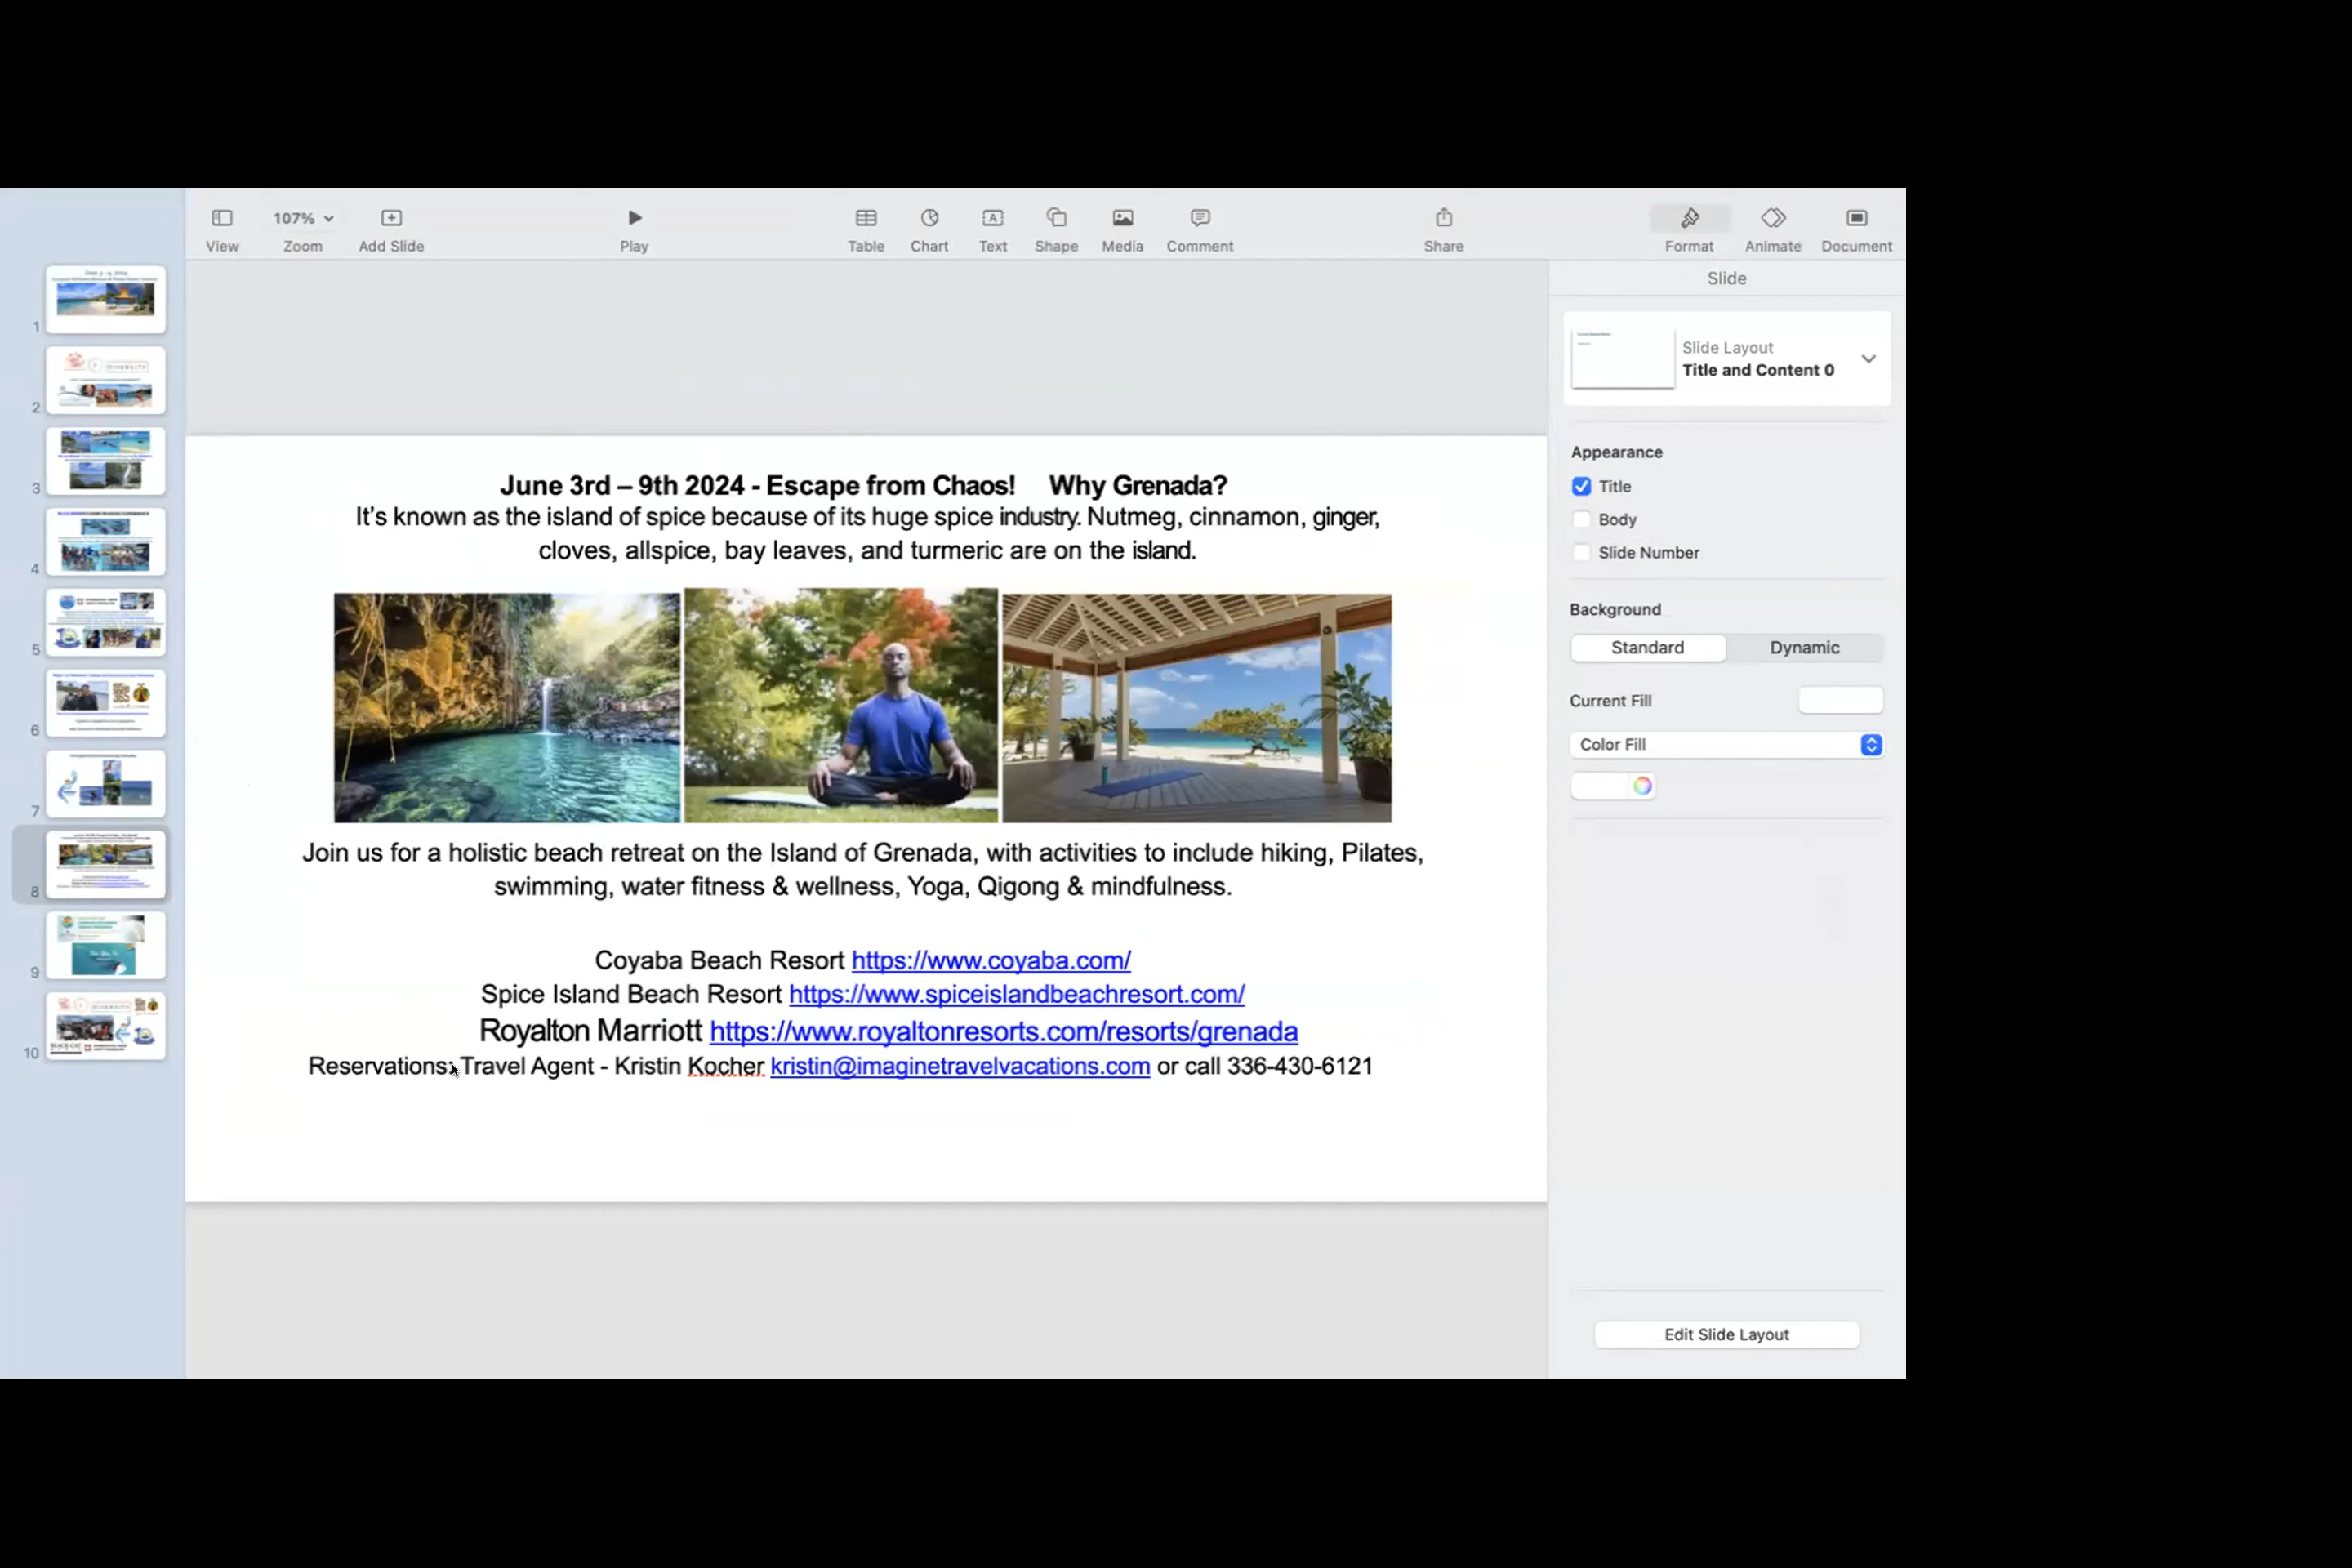 View
107%
Zoom
Add Slide
Play
Table
Chart
Text
Shape
Media
Comment
Share
Format
Animate
Document
Slide
Slide Layout
Title and Content 0
Appearance
Title
Body
Slide Number
Background
Standard
Dynamic
Current Fill
Color Fill
Edit Slide Layout
1
2
3
4
5
6
7
8
9
10
June 3rd – 9th 2024 - Escape from Chaos! Why Grenada?
It’s known as the island of spice because of its huge spice industry. Nutmeg, cinnamon, ginger,
cloves, allspice, bay leaves, and turmeric are on the island.
Join us for a holistic beach retreat on the Island of Grenada, with activities to include hiking, Pilates,
swimming, water fitness & wellness, Yoga, Qigong & mindfulness.
Coyaba Beach Resort https://www.coyaba.com/
Spice Island Beach Resort https://www.spiceislandbeachresort.com/
Royalton Marriott https://www.royaltonresorts.com/resorts/grenada
Reservations: Travel Agent - Kristin Kocher kristin@imaginetravelvacations.com or call 336-430-6121